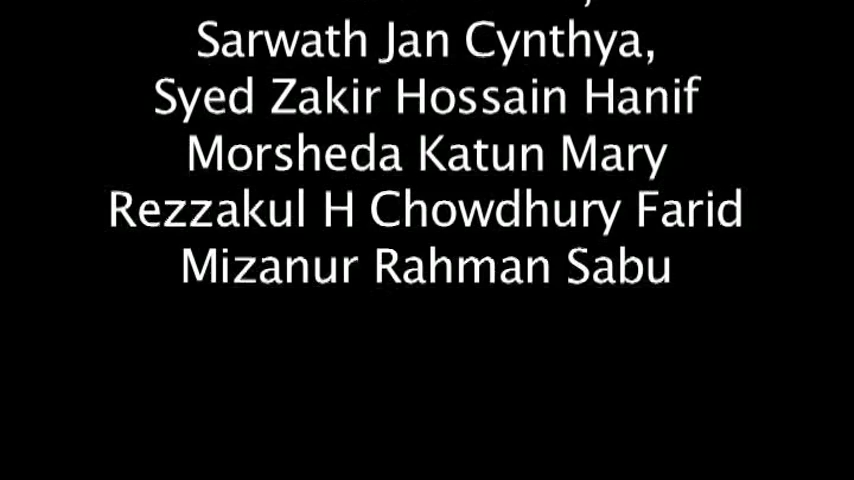 Sarwath Jan Cynthya,
Syed Zakir Hossain Hanif
Morsheda Katun Mary
Rezzakul H Chowdhury Farid
Mizanur Rahman Sabu